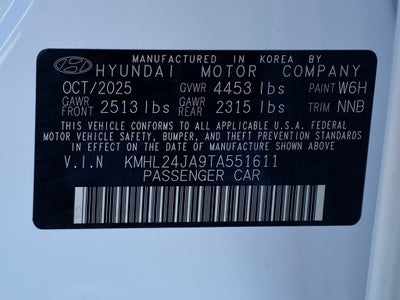 MANUFACTURED IN KOREA BY
HYUNDAI MOTOR COMPANY
OCT/2025 GVWR 4453 lbs PAINT W6H
GAWR FRONT 2513 lbs GAWR REAR 2315 lbs TRIM NNB
THIS VEHICLE CONFORMS TO ALL APPLICABLE U.S.A. FEDERAL
MOTOR VEHICLE SAFETY, BUMPER, AND THEFT PREVENTION STANDARDS
IN EFFECT ON THE DATE OF MANUFACTURE SHOWN ABOVE.
V.I.N KMHL24JA9TA551611
PASSENGER CAR